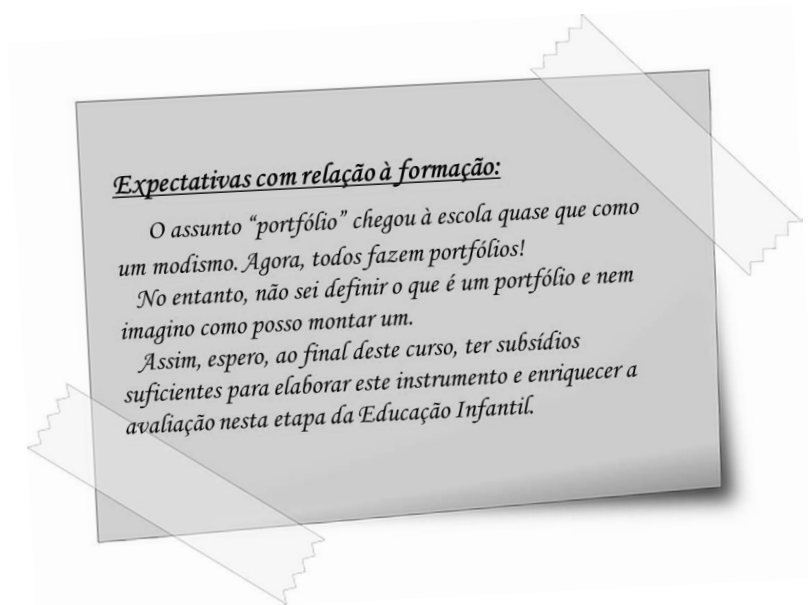 Expectativas com relação à formação:
O assunto “portfólio” chegou à escola quase que como
um modismo. Agora, todos fazem portfólios!
No entanto, não sei definir o que é um portfólio e nem
imagino como posso montar um.
Assim, espero, ao final deste curso, ter subsídios
suficientes para elaborar este instrumento e enriquecer a
avaliação nesta etapa da Educação Infantil.